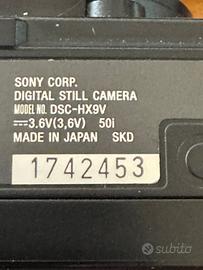 SONY CORP.
DIGITAL STILL CAMERA
MODEL NO. DSC-HX9V
⎓3.6V(3,6V) 50i
MADE IN JAPAN SKD
1742453
subito